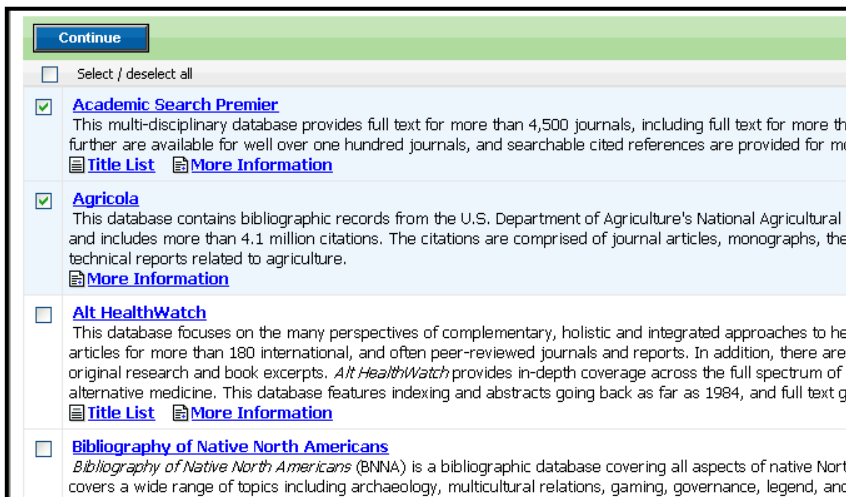 Continue
Select / deselect all
Academic Search Premier
This multi-disciplinary database provides full text for more than 4,500 journals, including full text for more
further are available for well over one hundred journals, and searchable cited references are provided for
Title List More Information
Agricola
This database contains bibliographic records from the U.S. Department of Agriculture's National Agricultural
and includes more than 4.1 million citations. The citations are comprised of journal articles, monographs,
technical reports related to agriculture.
More Information
Alt HealthWatch
This database focuses on the many perspectives of complementary, holistic and integrated approaches to
articles for more than 180 international, and often peer-reviewed journals and reports. In addition, there are
original research and book excerpts. Alt HealthWatch provides in-depth coverage across the full spectrum of
alternative medicine. This database features indexing and abstracts going back as far as 1984, and full text
Title List More Information
Bibliography of Native North Americans
Bibliography of Native North Americans (BNNA) is a bibliographic database covering all aspects of native
covers a wide range of topics including archaeology, multicultural relations, gaming, governance, legend,